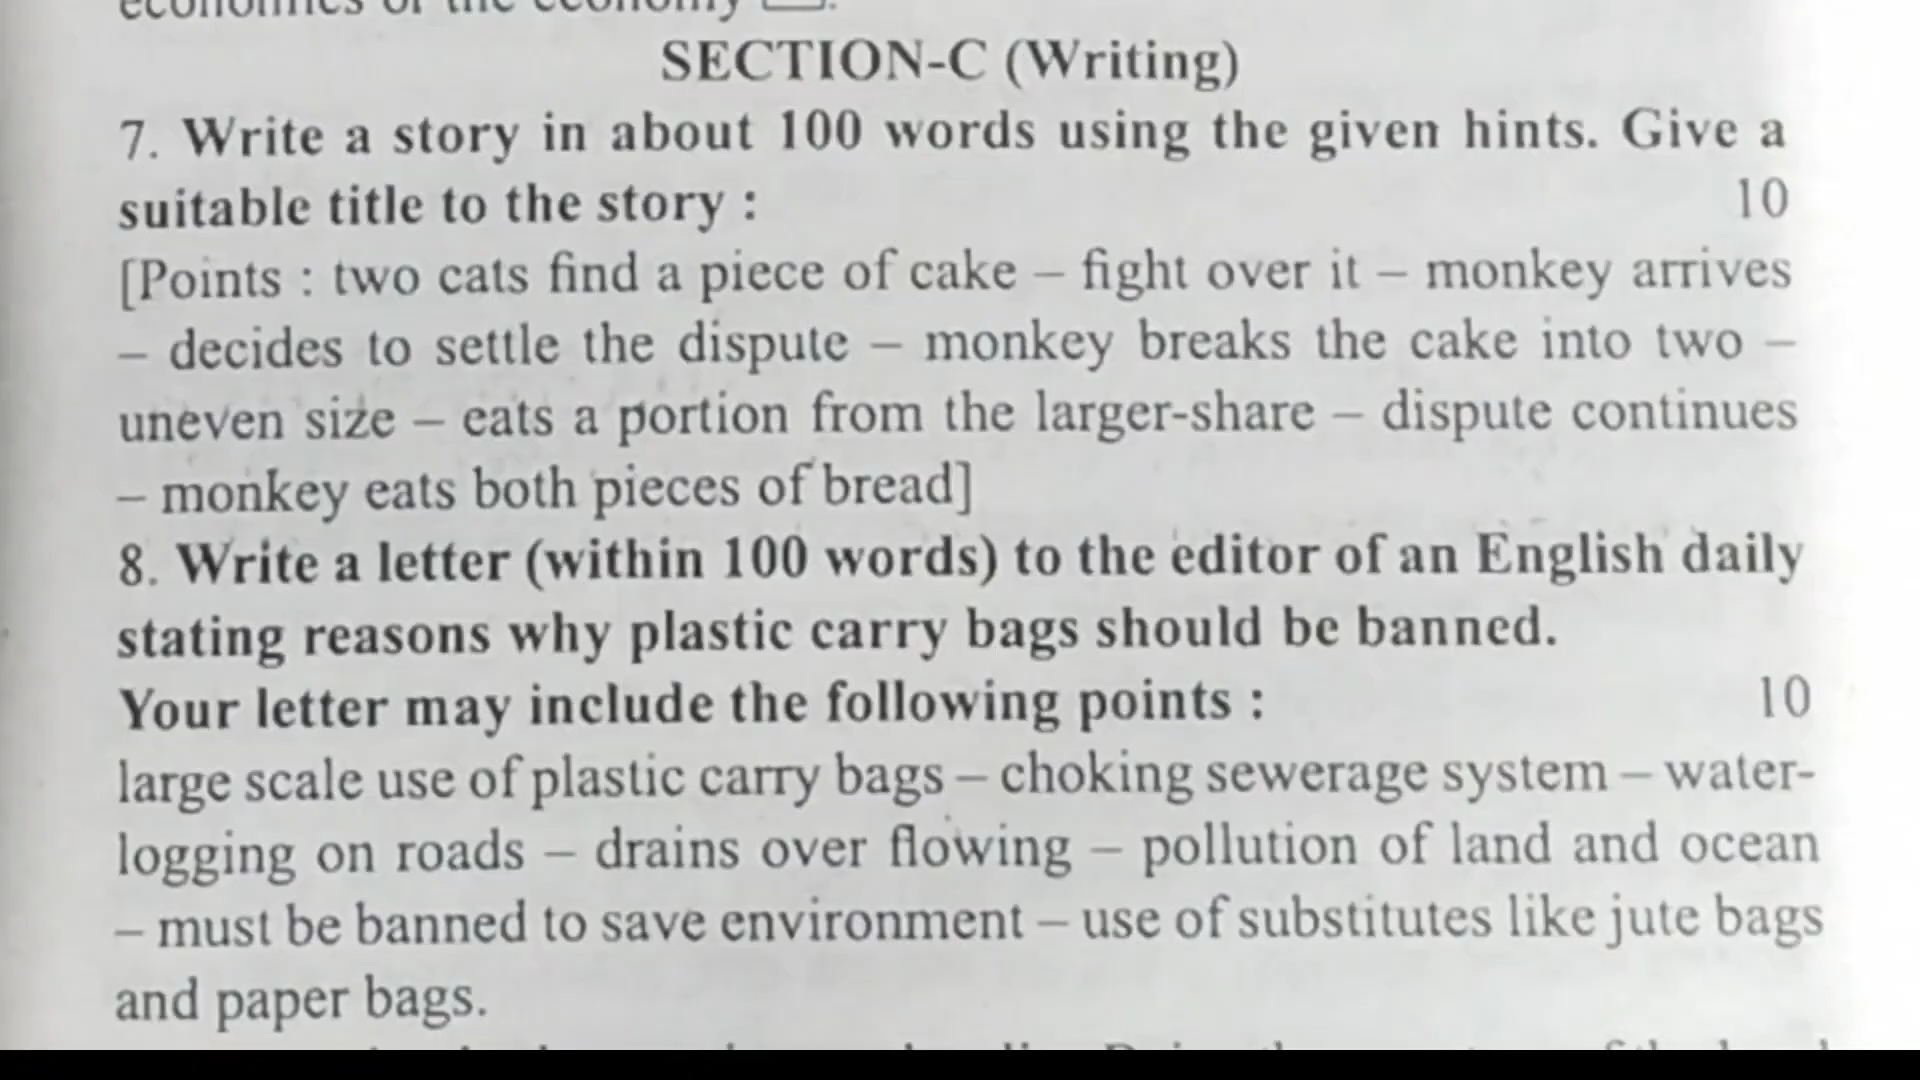 economics of the economy
SECTION-C (Writing)
7. Write a story in about 100 words using the given hints. Give a
suitable title to the story : 10
[Points : two cats find a piece of cake – fight over it – monkey arrives
– decides to settle the dispute – monkey breaks the cake into two –
uneven size – eats a portion from the larger-share – dispute continues
– monkey eats both pieces of bread]
8. Write a letter (within 100 words) to the editor of an English daily
stating reasons why plastic carry bags should be banned.
Your letter may include the following points : 10
large scale use of plastic carry bags – choking sewerage system – water-
logging on roads – drains over flowing – pollution of land and ocean
– must be banned to save environment – use of substitutes like jute bags
and paper bags.